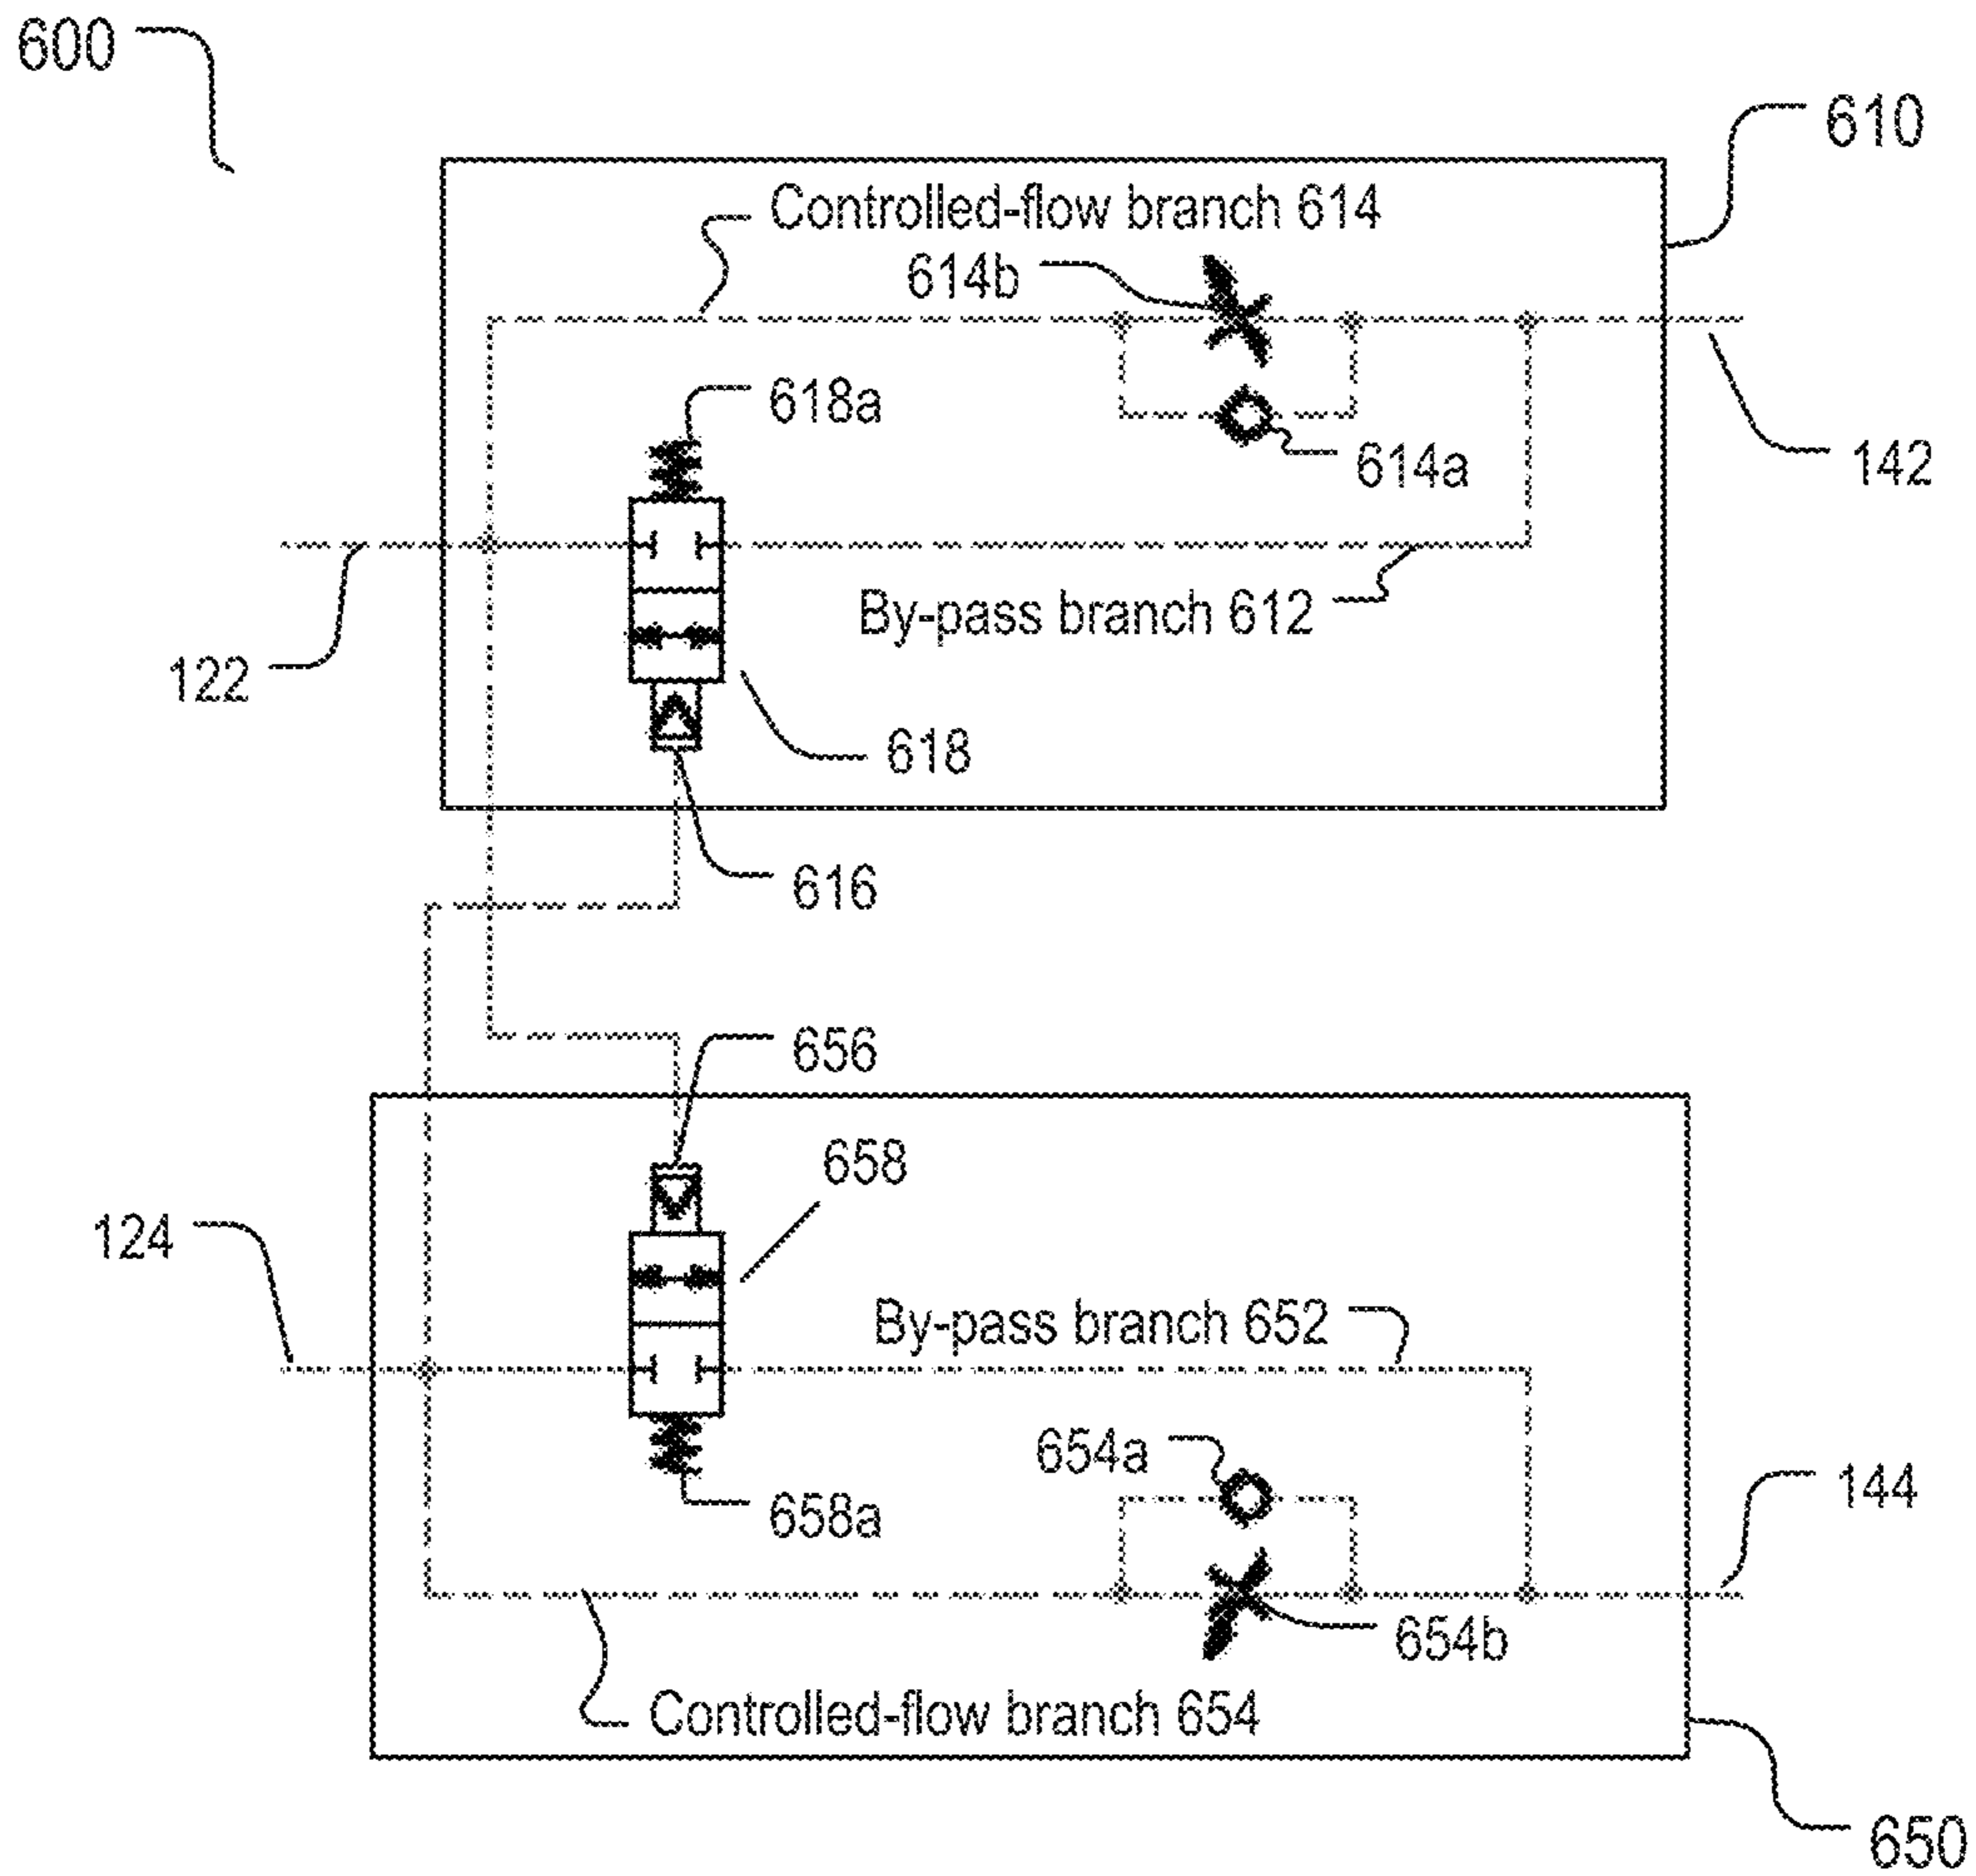 600
610
Controlled-flow branch 614
614b
618a
614a
142
By-pass branch 612
122
618
616
656
658
124
By-pass branch 652
654a
144
658a
654b
Controlled-flow branch 654
650